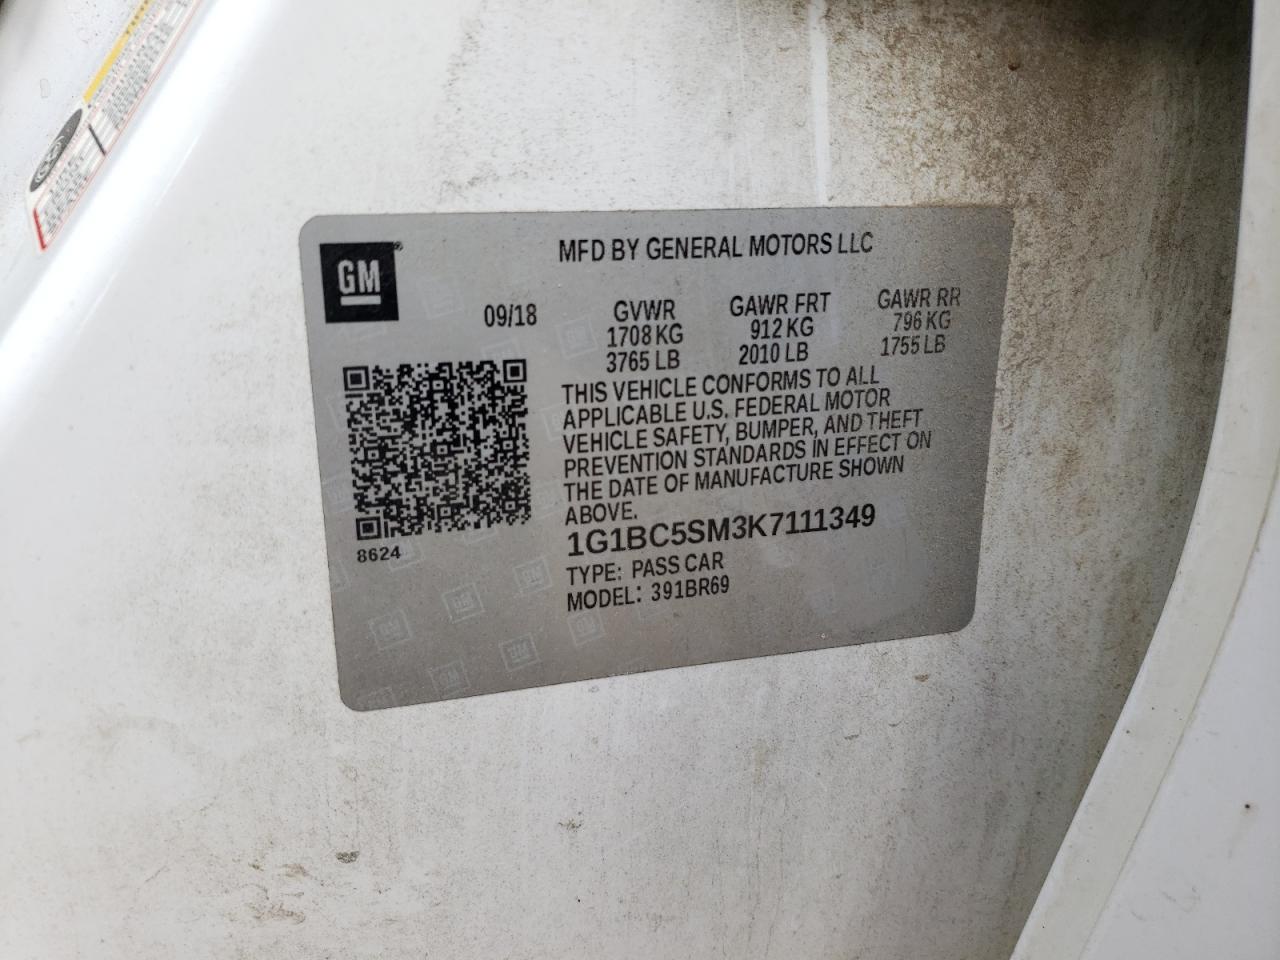 GM
MFD BY GENERAL MOTORS LLC
09/18
GVWR
1708 KG
3765 LB
GAWR FRT
912 KG
2010 LB
GAWR RR
796 KG
1755 LB
THIS VEHICLE CONFORMS TO ALL
APPLICABLE U.S. FEDERAL MOTOR
VEHICLE SAFETY, BUMPER, AND THEFT
PREVENTION STANDARDS IN EFFECT ON
THE DATE OF MANUFACTURE SHOWN
ABOVE.
8624
1G1BC5SM3K7111349
TYPE: PASS CAR
MODEL: 391BR69